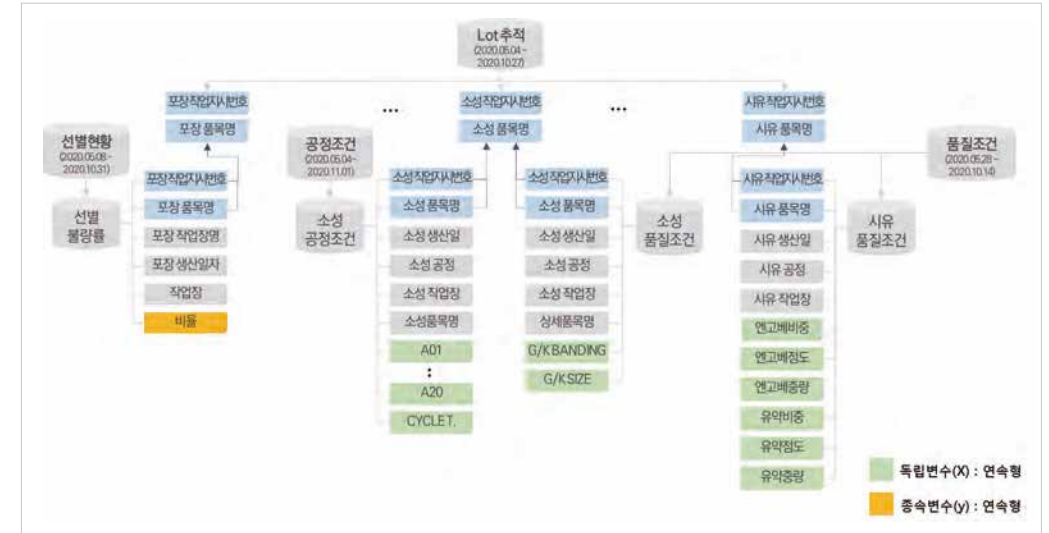 Lot추적
(2020.05.04~
2020.10.27)
포장작업지시번호
포장 품목명
...
소성작업지시번호
소성 품목명
...
시유작업지시번호
시유 품목명
선별현황
(2020.05.08~
2020.10.31)
선별
불량률
포장작업지시번호
포장 품목명
포장 작업장명
포장 생산일자
작업장
비율
공정조건
(2020.05.04~
2020.11.01)
소성
공정조건
소성작업지시번호
소성 품목명
소성 생산일
소성 공정
소성 작업장
소성품목명
A01
:
A20
CYCLET.
소성작업지시번호
소성 품목명
소성 생산일
소성 공정
소성 작업장
상세품목명
G/K BANDING
G/K SIZE
소성
품질조건
시유작업지시번호
시유 품목명
시유 생산일
시유 공정
시유 작업장
엔고베비중
엔고베점도
엔고베중량
유약비중
유약점도
유약중량
품질조건
(2020.05.28~
2020.10.14)
시유
품질조건
독립변수(X) : 연속형
종속변수(y) : 연속형